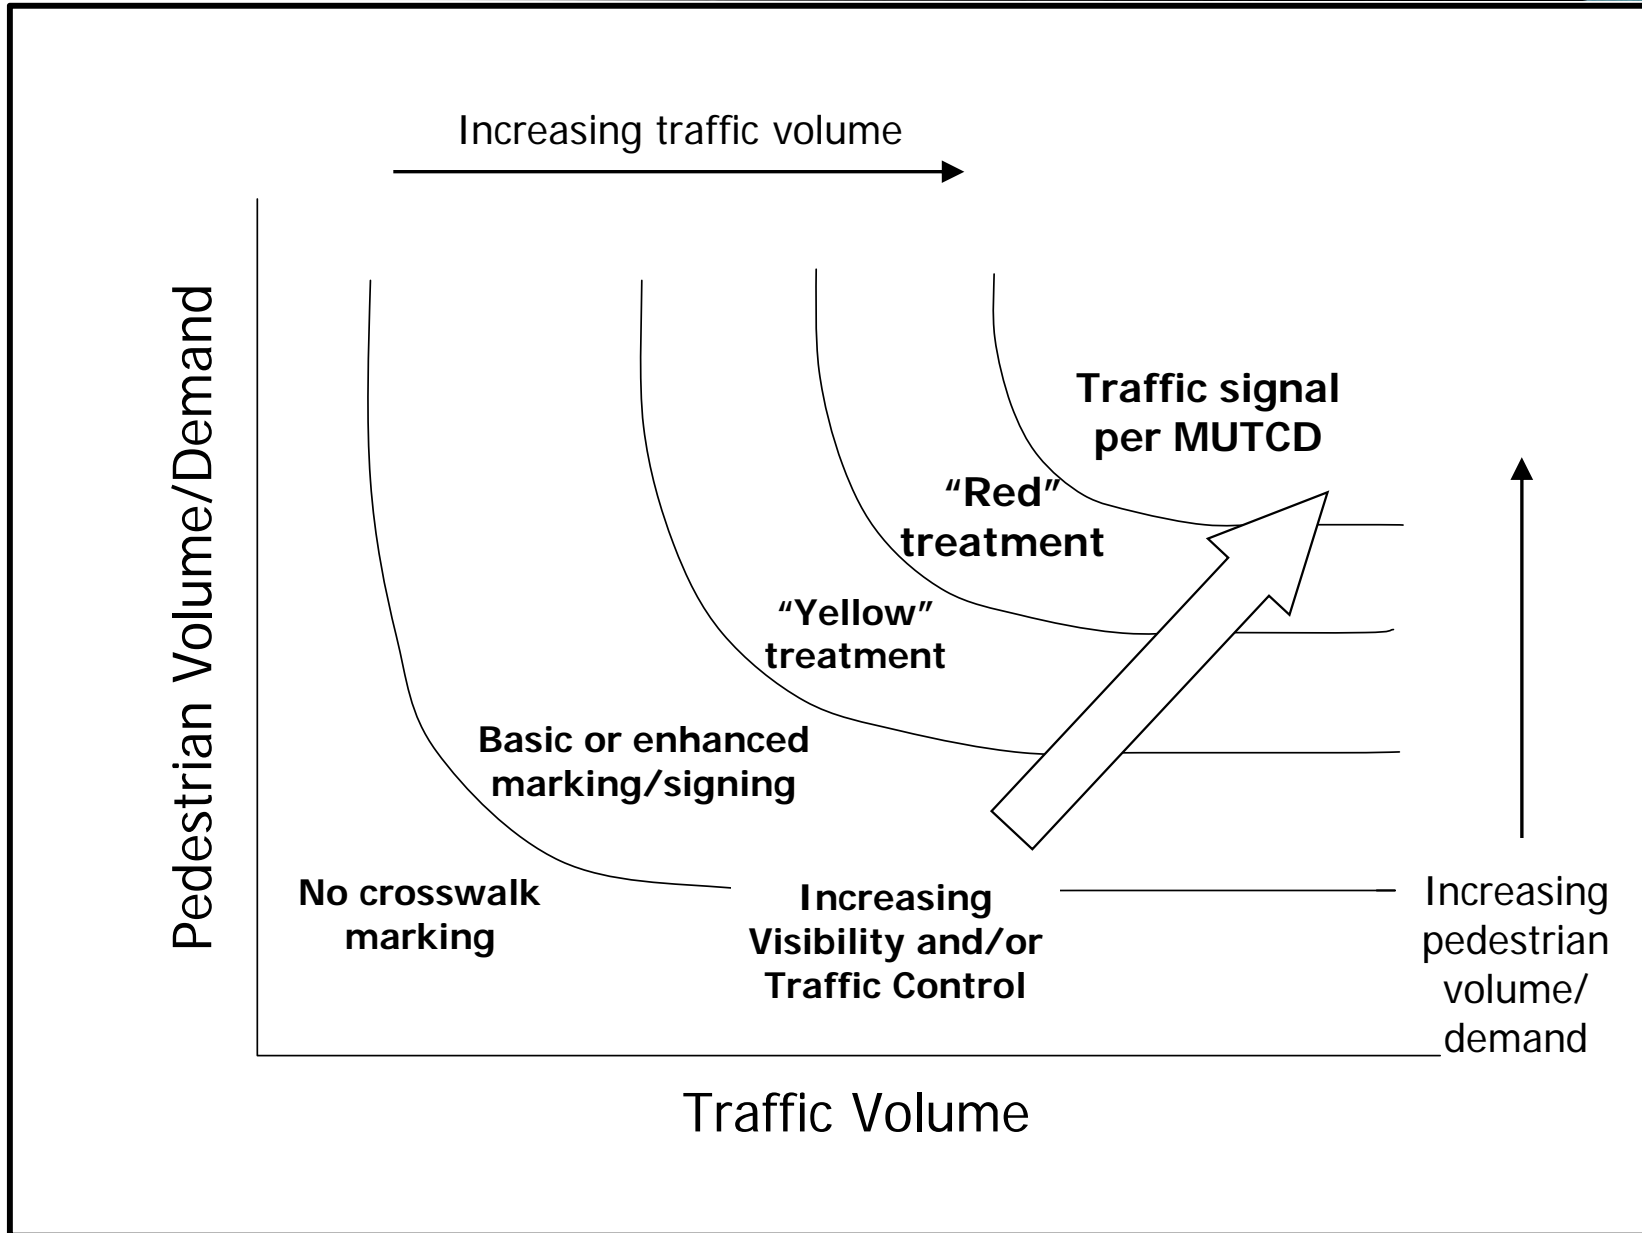 Increasing traffic volume
Pedestrian Volume/Demand
Traffic signal
per MUTCD
“Red”
treatment
“Yellow”
treatment
Basic or enhanced
marking/signing
No crosswalk
marking
Increasing
Visibility and/or
Traffic Control
Increasing
pedestrian
volume/
demand
Traffic Volume